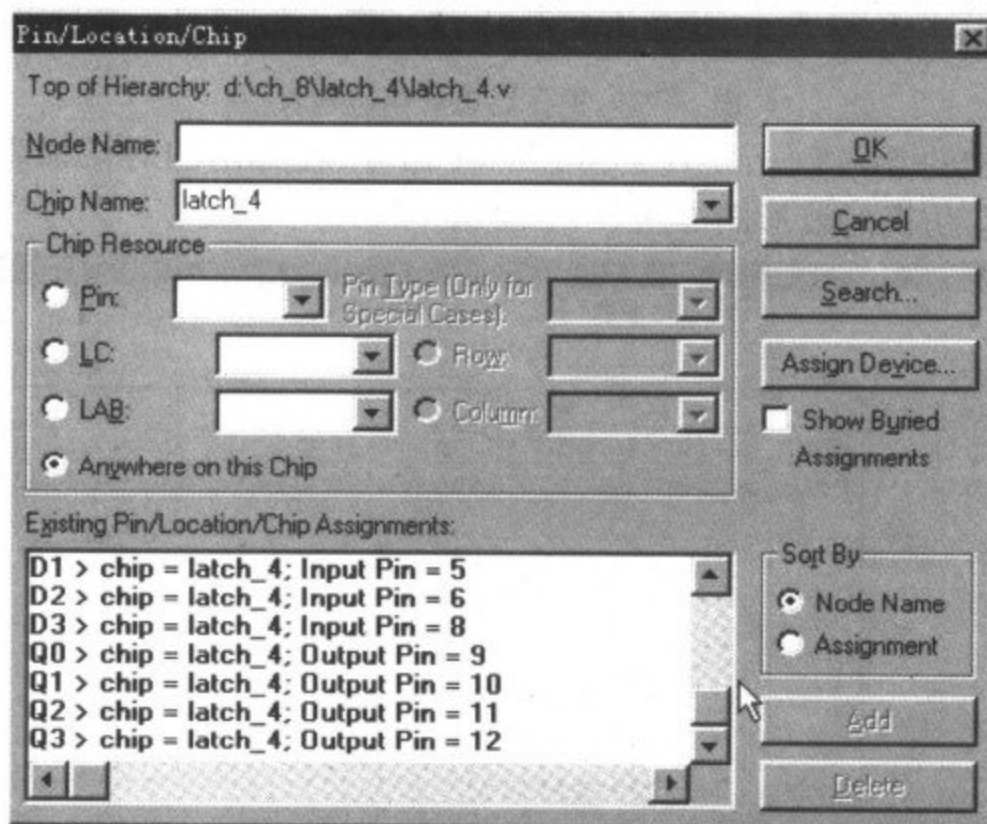 Pin/Location/Chip
Top of Hierarchy: d:\ch_8\latch_4\latch_4.v
Node Name:
OK
Chip Name: latch_4
Cancel
Chip Resource
Pin:
Pin Type (Only for
Special Cases):
Search...
LC:
Row:
Assign Device...
LAB:
Column:
Show Buried
Assignments
Anywhere on this Chip
Existing Pin/Location/Chip Assignments:
D1 > chip = latch_4; Input Pin = 5
D2 > chip = latch_4; Input Pin = 6
D3 > chip = latch_4; Input Pin = 8
Q0 > chip = latch_4; Output Pin = 9
Q1 > chip = latch_4; Output Pin = 10
Q2 > chip = latch_4; Output Pin = 11
Q3 > chip = latch_4; Output Pin = 12
Sort By
Node Name
Assignment
Add
Delete